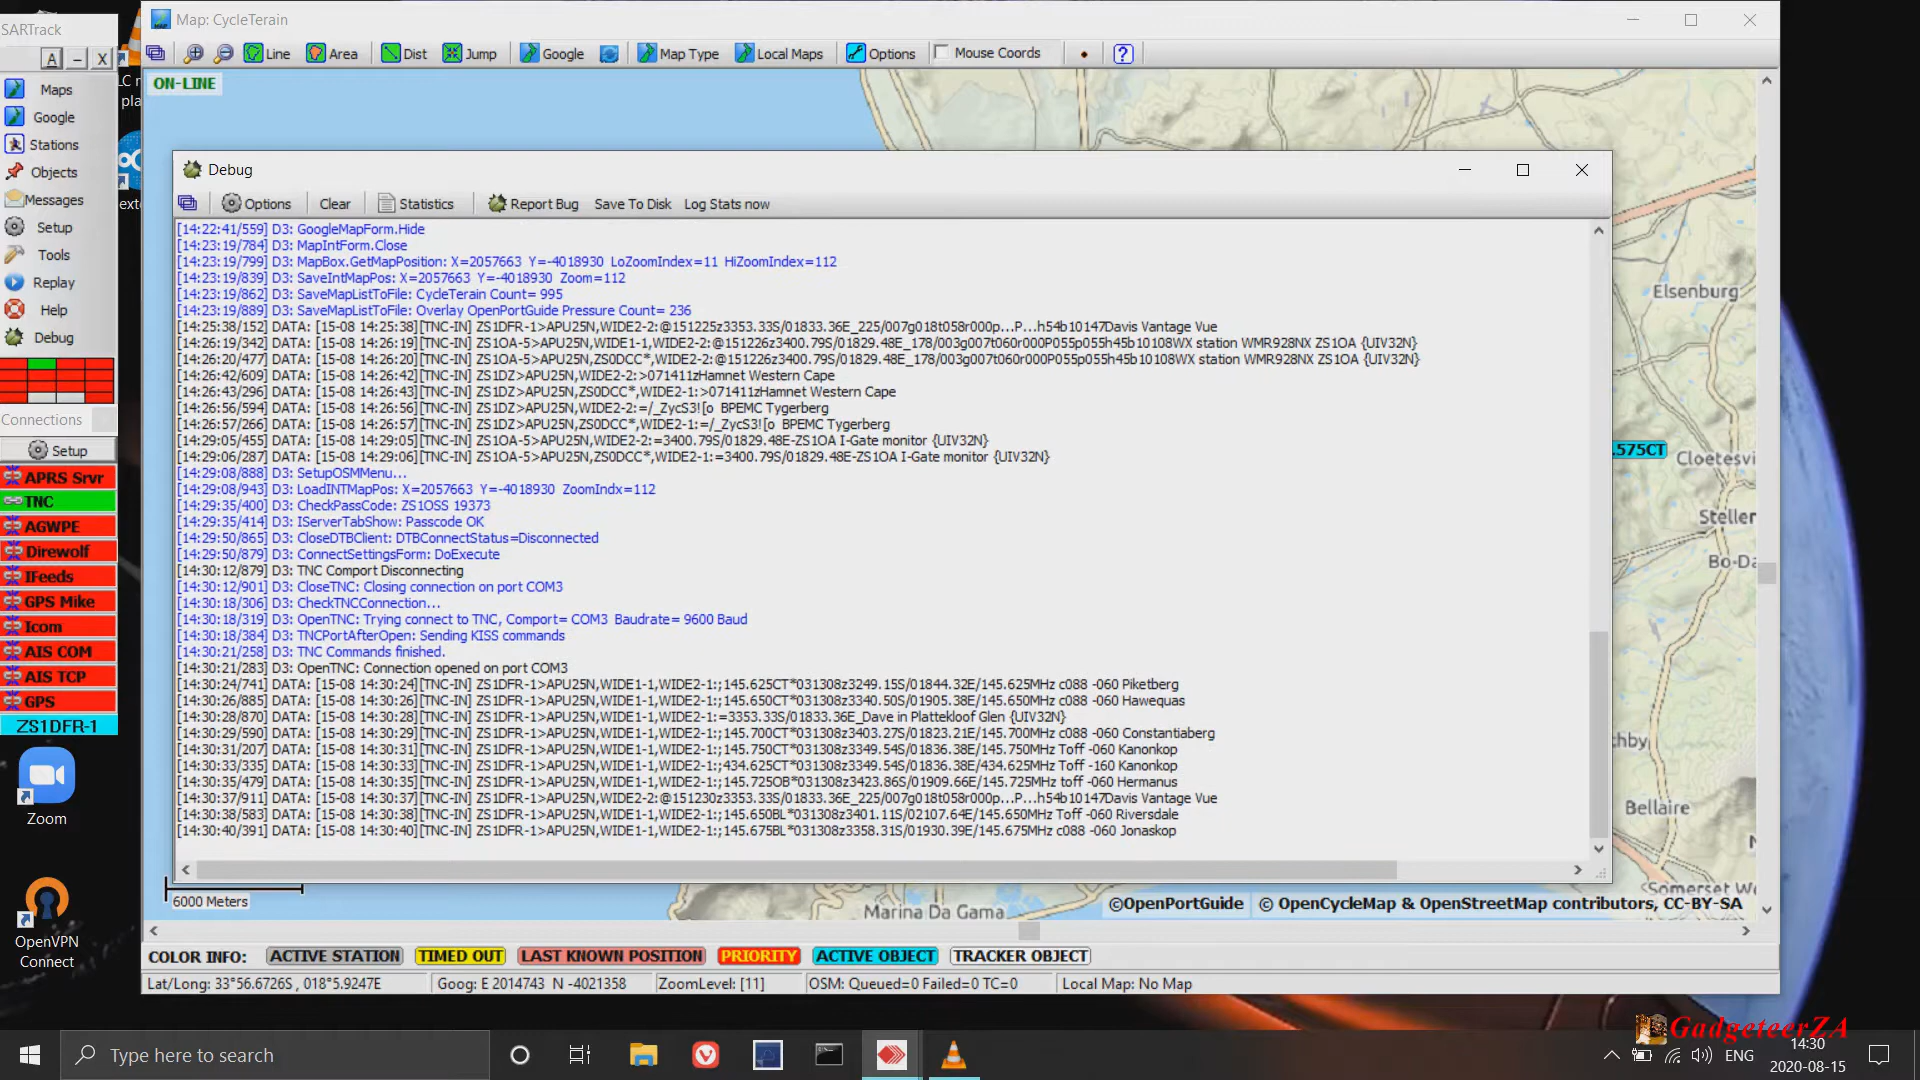 SARTrack
A – X
Maps
Google
Stations
Objects
Messages
Setup
Tools
Replay
Help
Debug
Connections
Setup
APRS Srvr
TNC
AGWPE
Direwolf
IFeeds
GPS Mike
Icom
AIS COM
AIS TCP
GPS
ZS1DFR-1
Zoom
OpenVPN
Connect
Map: CycleTerain
Line Area Dist Jump Google Map Type Local Maps Options Mouse Coords
ON-LINE
Debug
Options Clear Statistics Report Bug Save To Disk Log Stats now
[14:22:41/559] D3: GoogleMapForm.Hide
[14:23:19/784] D3: MapIntForm.Close
[14:23:19/799] D3: MapBox.GetMapPosition: X=2057663 Y=-4018930 LoZoomIndex=11 HiZoomIndex=112
[14:23:19/839] D3: SaveIntMapPos: X=2057663 Y=-4018930 Zoom=112
[14:23:19/862] D3: SaveMapListToFile: CycleTerain Count= 995
[14:23:19/889] D3: SaveMapListToFile: Overlay OpenPortGuide Pressure Count= 236
[14:25:38/152] DATA: [15-08 14:25:38][TNC-IN] ZS1DFR-1>APU25N,WIDE2-2:@151225z3353.33S/01833.36E_225/007g018t058r000p...P...h54b10147Davis Vantage Vue
[14:26:19/342] DATA: [15-08 14:26:19][TNC-IN] ZS1OA-5>APU25N,WIDE1-1,WIDE2-2:@151226z3400.79S/01829.48E_178/003g007t060r000P055p055h45b10108WX station WMR928NX ZS1OA {UIV32N}
[14:26:20/477] DATA: [15-08 14:26:20][TNC-IN] ZS1OA-5>APU25N,ZS0DCC*,WIDE2-2:@151226z3400.79S/01829.48E_178/003g007t060r000P055p055h45b10108WX station WMR928NX ZS1OA {UIV32N}
[14:26:42/609] DATA: [15-08 14:26:42][TNC-IN] ZS1DZ>APU25N,WIDE2-2:>071411zHamnet Western Cape
[14:26:43/296] DATA: [15-08 14:26:43][TNC-IN] ZS1DZ>APU25N,ZS0DCC*,WIDE2-1:>071411zHamnet Western Cape
[14:26:56/594] DATA: [15-08 14:26:56][TNC-IN] ZS1DZ>APU25N,WIDE2-2:=/_ZycS3![o BPEMC Tygerberg
[14:26:57/266] DATA: [15-08 14:26:57][TNC-IN] ZS1DZ>APU25N,ZS0DCC*,WIDE2-1:=/_ZycS3![o BPEMC Tygerberg
[14:29:05/455] DATA: [15-08 14:29:05][TNC-IN] ZS1OA-5>APU25N,WIDE2-2:=3400.79S/01829.48E-ZS1OA I-Gate monitor {UIV32N}
[14:29:06/287] DATA: [15-08 14:29:06][TNC-IN] ZS1OA-5>APU25N,ZS0DCC*,WIDE2-1:=3400.79S/01829.48E-ZS1OA I-Gate monitor {UIV32N}
[14:29:08/888] D3: SetupOSMMenu...
[14:29:08/943] D3: LoadINTMapPos: X=2057663 Y=-4018930 ZoomIndx=112
[14:29:35/400] D3: CheckPassCode: ZS1OSS 19373
[14:29:35/414] D3: IServerTabShow: Passcode OK
[14:29:50/865] D3: CloseDTBClient: DTBConnectStatus=Disconnected
[14:29:50/879] D3: ConnectSettingsForm: DoExecute
[14:30:12/879] D3: TNC Comport Disconnecting
[14:30:12/901] D3: CloseTNC: Closing connection on port COM3
[14:30:18/306] D3: CheckTNCConnection...
[14:30:18/319] D3: OpenTNC: Trying connect to TNC, Comport= COM3 Baudrate= 9600 Baud
[14:30:18/384] D3: TNCPortAfterOpen: Sending KISS commands
[14:30:21/258] D3: TNC Commands finished.
[14:30:21/283] D3: OpenTNC: Connection opened on port COM3
[14:30:24/741] DATA: [15-08 14:30:24][TNC-IN] ZS1DFR-1>APU25N,WIDE1-1,WIDE2-1:;145.625CT*031308z3249.15S/01844.32E/145.625MHz c088 -060 Piketberg
[14:30:26/885] DATA: [15-08 14:30:26][TNC-IN] ZS1DFR-1>APU25N,WIDE1-1,WIDE2-1:;145.650CT*031308z3340.50S/01905.38E/145.650MHz c088 -060 Hawequas
[14:30:28/870] DATA: [15-08 14:30:28][TNC-IN] ZS1DFR-1>APU25N,WIDE1-1,WIDE2-1:=3353.33S/01833.36E_Dave in Plattekloof Glen {UIV32N}
[14:30:29/590] DATA: [15-08 14:30:29][TNC-IN] ZS1DFR-1>APU25N,WIDE1-1,WIDE2-1:;145.700CT*031308z3403.27S/01823.21E/145.700MHz c088 -060 Constantiaberg
[14:30:31/207] DATA: [15-08 14:30:31][TNC-IN] ZS1DFR-1>APU25N,WIDE1-1,WIDE2-1:;145.750CT*031308z3349.54S/01836.38E/145.750MHz Toff -060 Kanonkop
[14:30:33/335] DATA: [15-08 14:30:33][TNC-IN] ZS1DFR-1>APU25N,WIDE1-1,WIDE2-1:;434.625CT*031308z3349.54S/01836.38E/434.625MHz Toff -160 Kanonkop
[14:30:35/479] DATA: [15-08 14:30:35][TNC-IN] ZS1DFR-1>APU25N,WIDE1-1,WIDE2-1:;145.725OB*031308z3423.86S/01909.66E/145.725MHz toff -060 Hermanus
[14:30:37/911] DATA: [15-08 14:30:37][TNC-IN] ZS1DFR-1>APU25N,WIDE2-2:@151230z3353.33S/01833.36E_225/007g018t058r000p...P...h54b10147Davis Vantage Vue
[14:30:38/583] DATA: [15-08 14:30:38][TNC-IN] ZS1DFR-1>APU25N,WIDE1-1,WIDE2-1:;145.650BL*031308z3401.11S/02107.64E/145.650MHz Toff -060 Riversdale
[14:30:40/391] DATA: [15-08 14:30:40][TNC-IN] ZS1DFR-1>APU25N,WIDE1-1,WIDE2-1:;145.675BL*031308z3358.31S/01930.39E/145.675MHz c088 -060 Jonaskop
Elsenburg
.575CT
Cloetesvi
Steller
Bo-Da
hby
Bellaire
Somerset We
6000 Meters
Marina Da Gama
©OpenPortGuide © OpenCycleMap & OpenStreetMap contributors, CC-BY-SA
COLOR INFO: ACTIVE STATION TIMED OUT LAST KNOWN POSITION PRIORITY ACTIVE OBJECT TRACKER OBJECT
Lat/Long: 33°56.6726S , 018°5.9247E Goog: E 2014743 N -4021358 ZoomLevel: [11] OSM: Queued=0 Failed=0 TC=0 Local Map: No Map
GadgeteerZA
Type here to search
ENG
14:30
2020-08-15